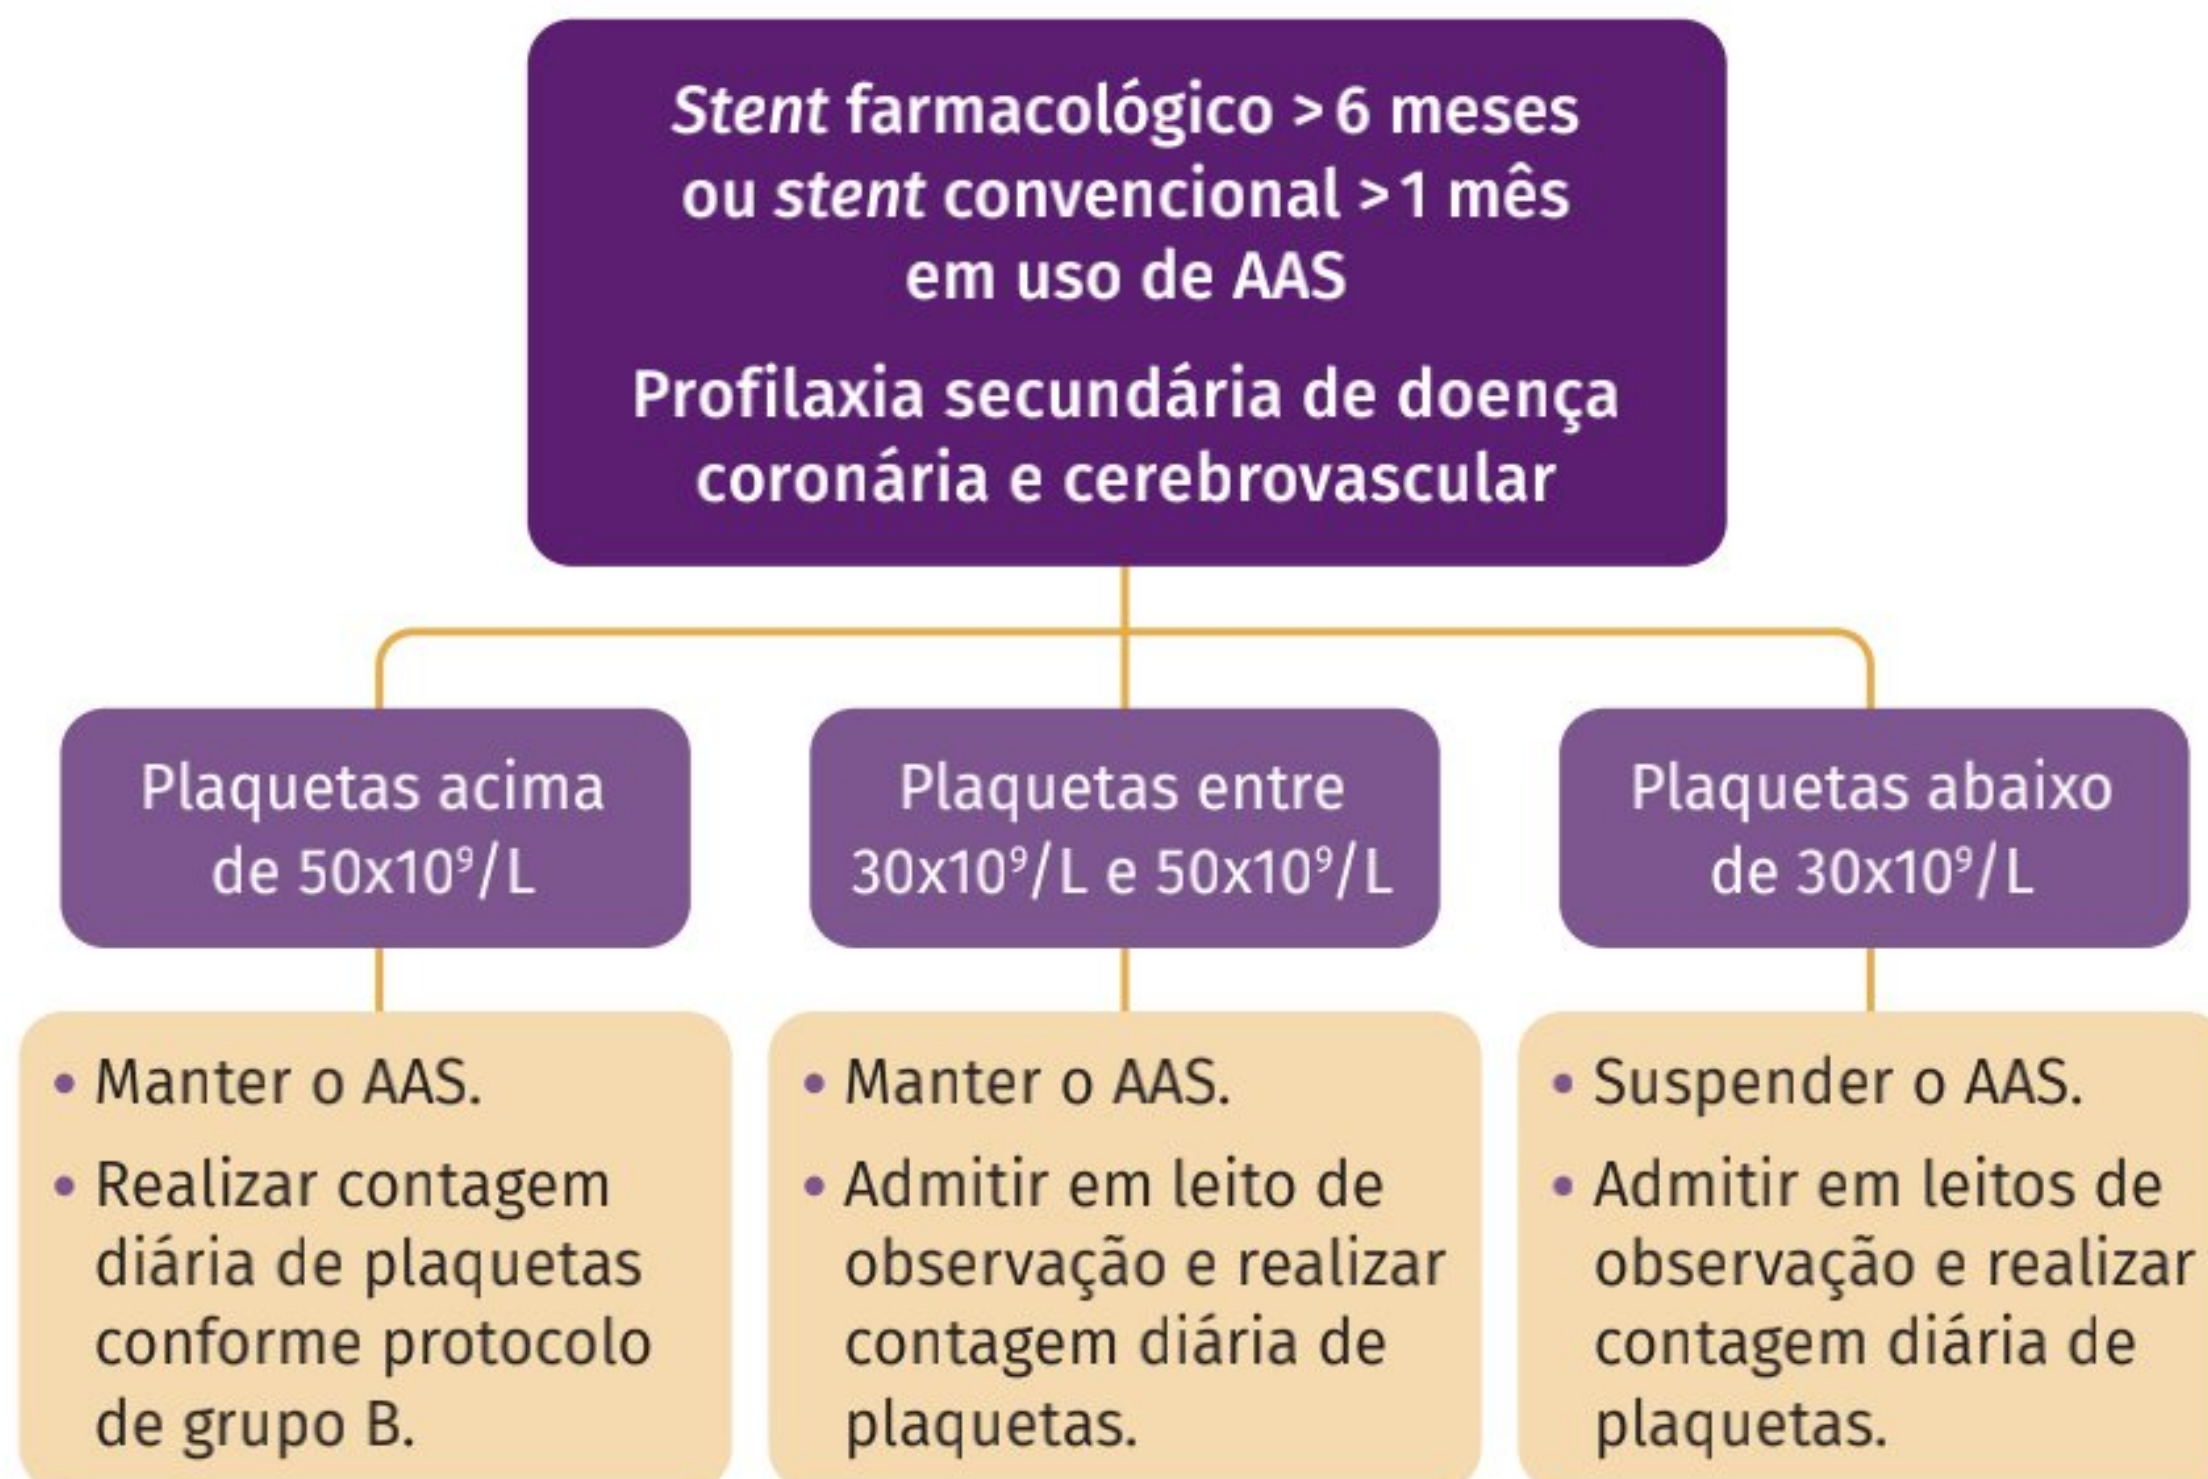 Stent farmacológico >6 meses
ou stent convencional >1 mês
em uso de AAS
Profilaxia secundária de doença
coronária e cerebrovascular
Plaquetas acima
de 50x10⁹/L
Plaquetas entre
30x10⁹/L e 50x10⁹/L
Plaquetas abaixo
de 30x10⁹/L
• Manter o AAS.
• Realizar contagem
diária de plaquetas
conforme protocolo
de grupo B.
• Manter o AAS.
• Admitir em leito de
observação e realizar
contagem diária de
plaquetas.
• Suspender o AAS.
• Admitir em leitos de
observação e realizar
contagem diária de
plaquetas.